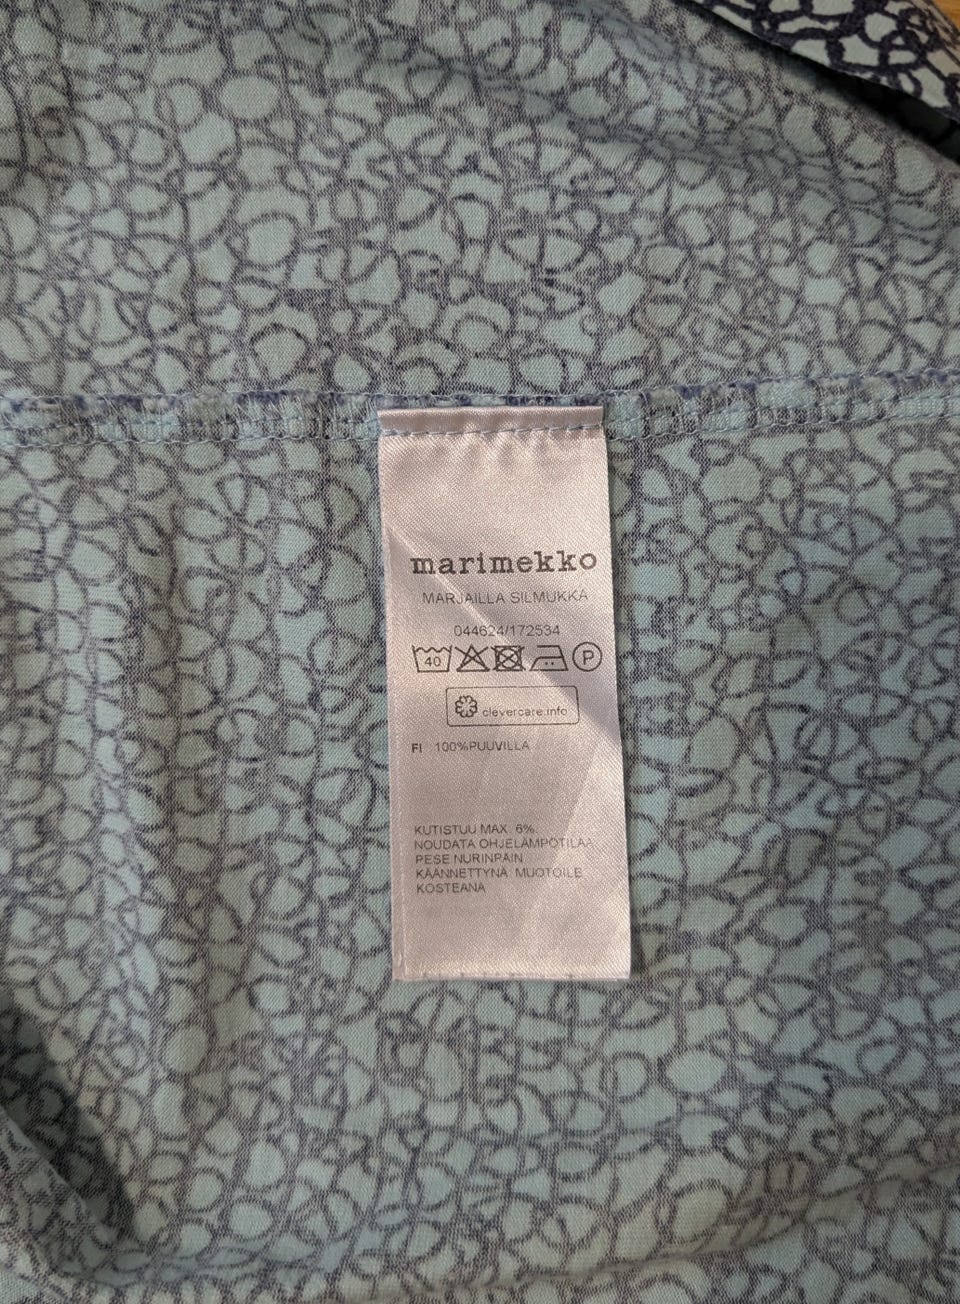 marimekko
MARJAILLA SILMUKKA
044624/172534
40 P
clevercare.info
FI 100%PUUVILLA
KUTISTUU MAX. 6%.
NOUDATA OHJELÄMPÖTILAA
PESE NURINPÄIN
KÄÄNNETTYNÄ. MUOTOILE
KOSTEANA